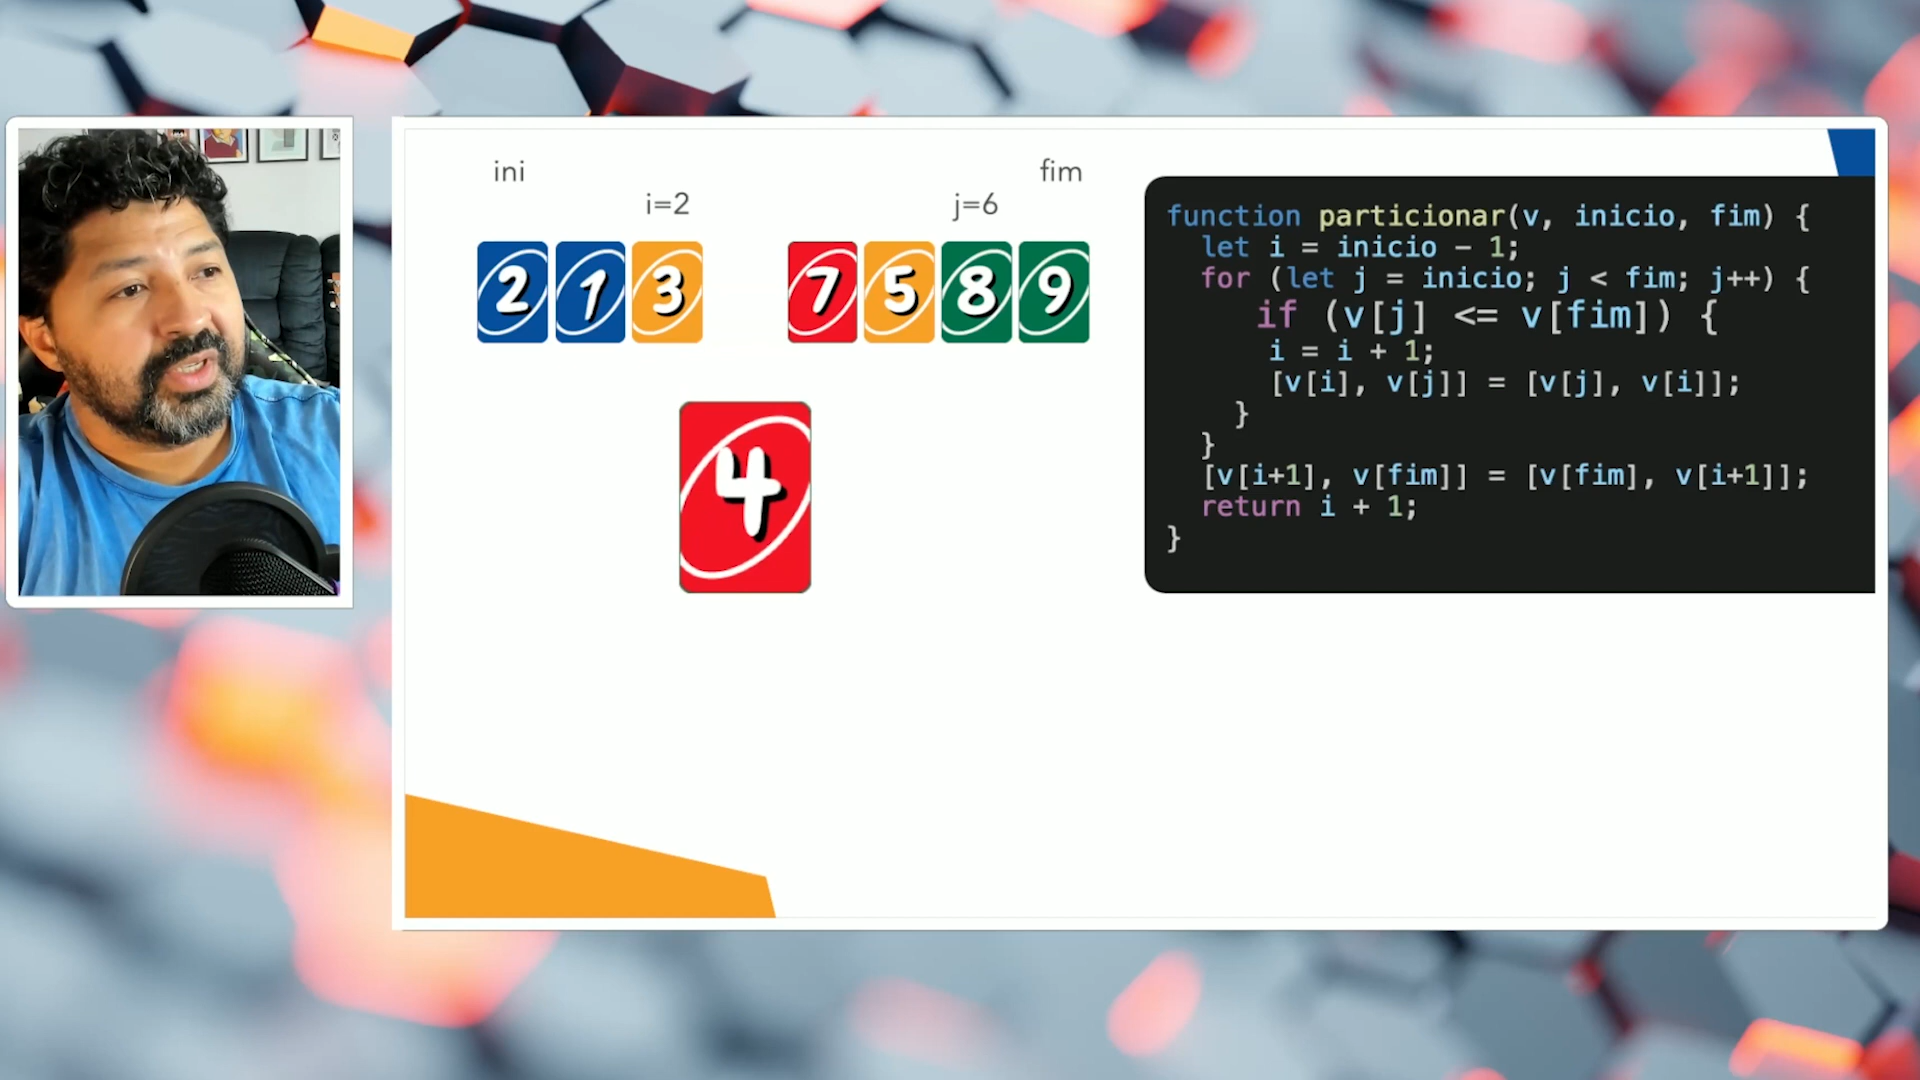 ini
fim
i=2
j=6
2 1 3 7 5 8 9
4
function particionar(v, inicio, fim) {
let i = inicio - 1;
for (let j = inicio; j < fim; j++) {
if (v[j] <= v[fim]) {
i = i + 1;
[v[i], v[j]] = [v[j], v[i]];
}
}
[v[i+1], v[fim]] = [v[fim], v[i+1]];
return i + 1;
}